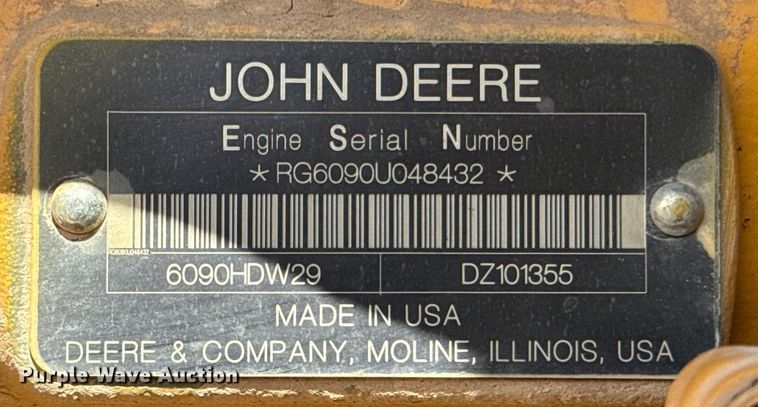 JOHN DEERE
Engine Serial Number
* RG6090U048432 *
RG6090U048432
6090HDW29 DZ101355
MADE IN USA
DEERE & COMPANY, MOLINE, ILLINOIS, USA
Purple Wave Auction